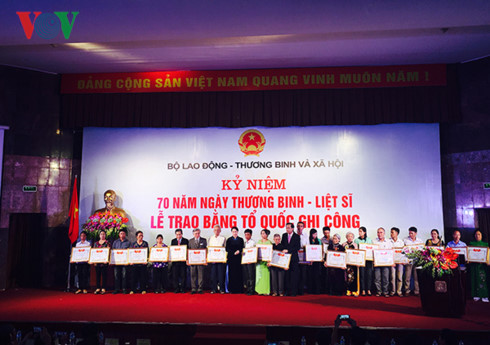 VOV
ĐẢNG CỘNG SẢN VIỆT NAM QUANG VINH MUÔN NĂM !
BỘ LAO ĐỘNG - THƯƠNG BINH VÀ XÃ HỘI
KỶ NIỆM
70 NĂM NGÀY THƯƠNG BINH - LIỆT SĨ
LỄ TRAO BẰNG TỔ QUỐC GHI CÔNG